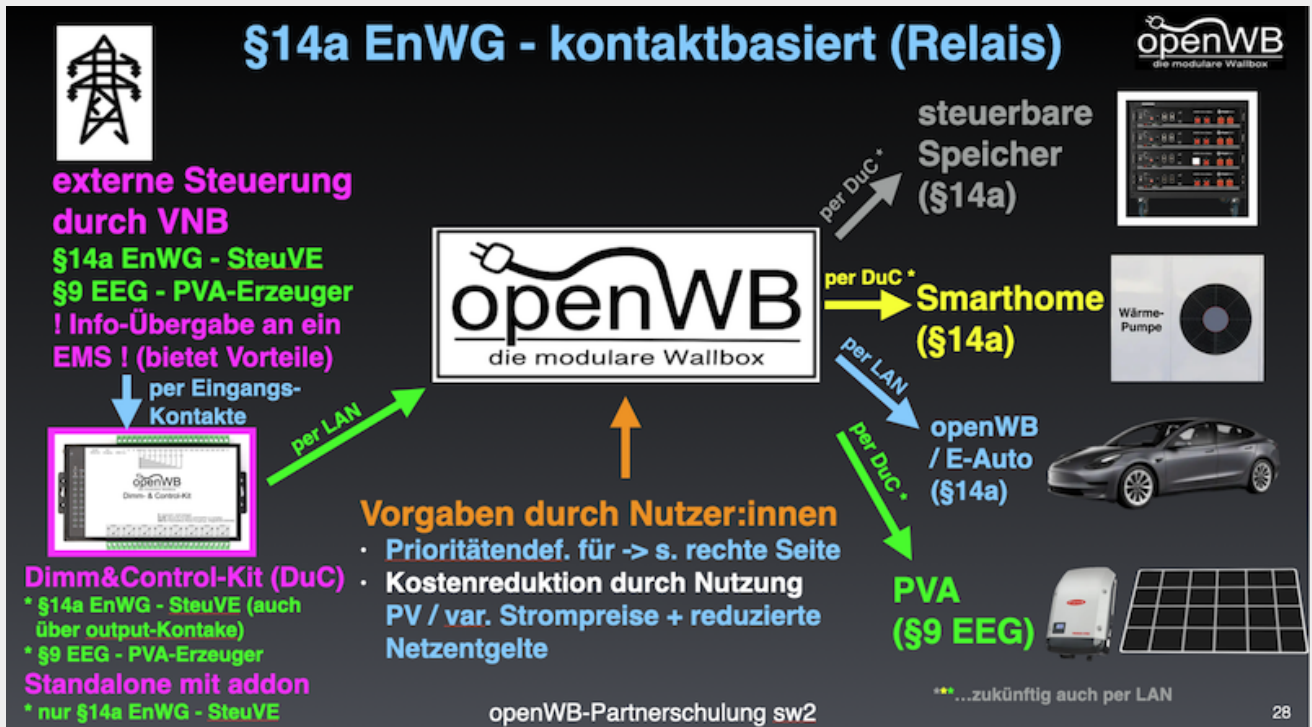 §14a EnWG - kontaktbasiert (Relais)
openWB
die modulare Wallbox
externe Steuerung
durch VNB
§14a EnWG - SteuVE
§9 EEG - PVA-Erzeuger
! Info-Übergabe an ein
EMS ! (bietet Vorteile)
per Eingangs-
Kontakte
openWB
Dimm- & Control-Kit
Dimm&Control-Kit (DuC)
* §14a EnWG - SteuVE (auch
über output-Kontake)
* §9 EEG - PVA-Erzeuger
Standalone mit addon
* nur §14a EnWG - SteuVE
per LAN
openWB
die modulare Wallbox
Vorgaben durch Nutzer:innen
· Prioritätendef. für -> s. rechte Seite
· Kostenreduktion durch Nutzung
PV / var. Strompreise + reduzierte
Netzentgelte
per DuC *
steuerbare
Speicher
(§14a)
per DuC *
Smarthome
(§14a)
Wärme-
Pumpe
per LAN
openWB
/ E-Auto
(§14a)
per DuC *
PVA
(§9 EEG)
***...zukünftig auch per LAN
openWB-Partnerschulung sw2
28